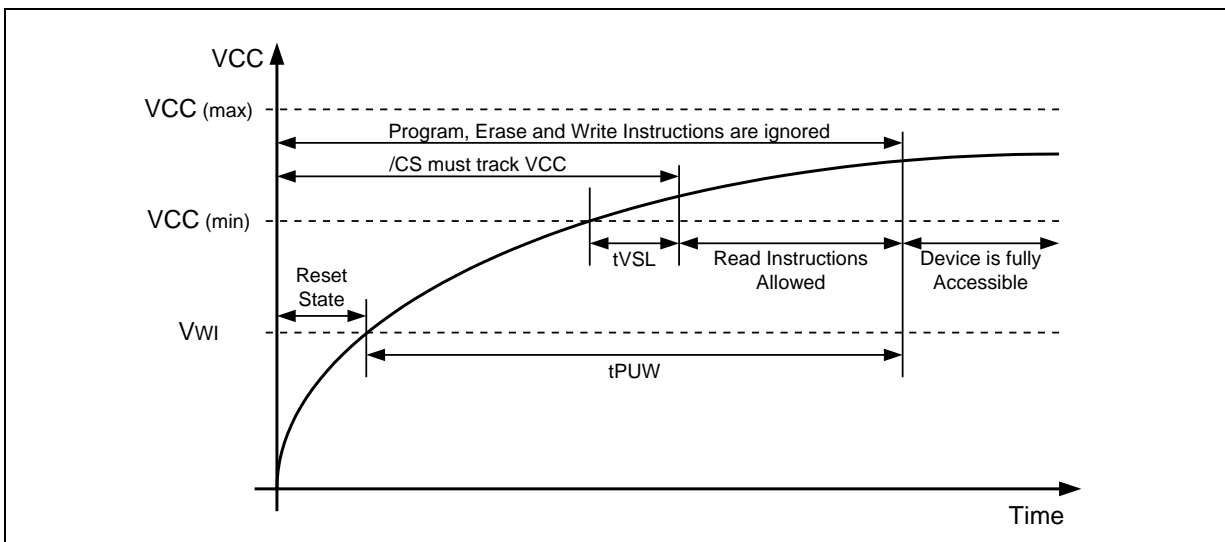 VCC
VCC (max)
Program, Erase and Write Instructions are ignored
/CS must track VCC
VCC (min)
tVSL
Read Instructions
Allowed
Device is fully
Accessible
Reset
State
VWI
tPUW
Time